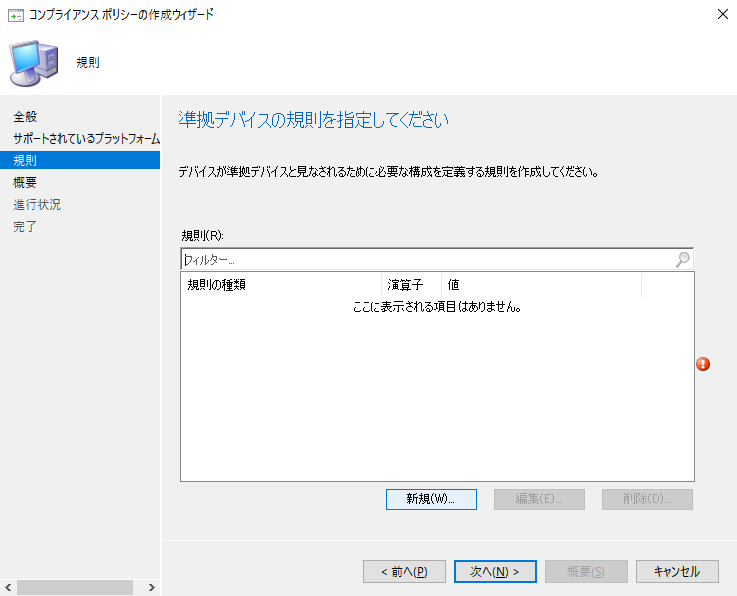 コンプライアンス ポリシーの作成ウィザード
規則
全般
サポートされているプラットフォーム
規則
概要
進行状況
完了
準拠デバイスの規則を指定してください
デバイスが準拠デバイスと見なされるために必要な構成を定義する規則を作成してください。
規則(R):
フィルター...
規則の種類 演算子 値
ここに表示される項目はありません。
新規(W)... 編集(E)... 削除(D)...
< 前へ(P) 次へ(N) > 概要(S) キャンセル